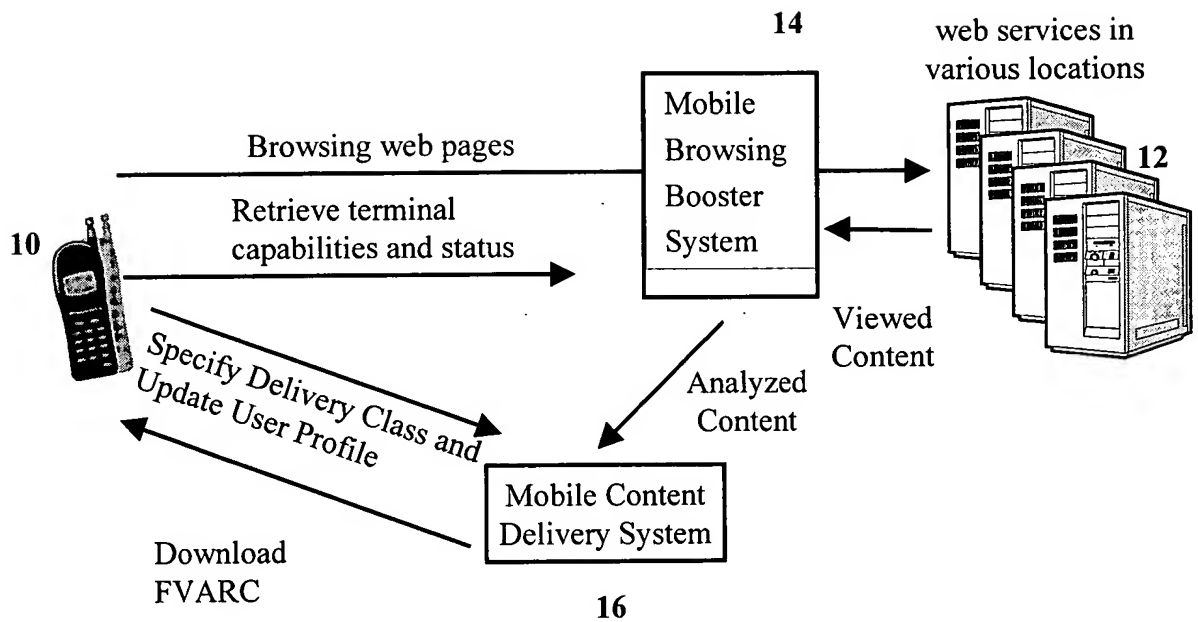 14
web services in
various locations
Mobile
Browsing
Booster
System
12
Browsing web pages
Retrieve terminal
capabilities and status
10
Viewed
Content
Specify Delivery Class and
Update User Profile
Analyzed
Content
Mobile Content
Delivery System
Download
FVARC
16